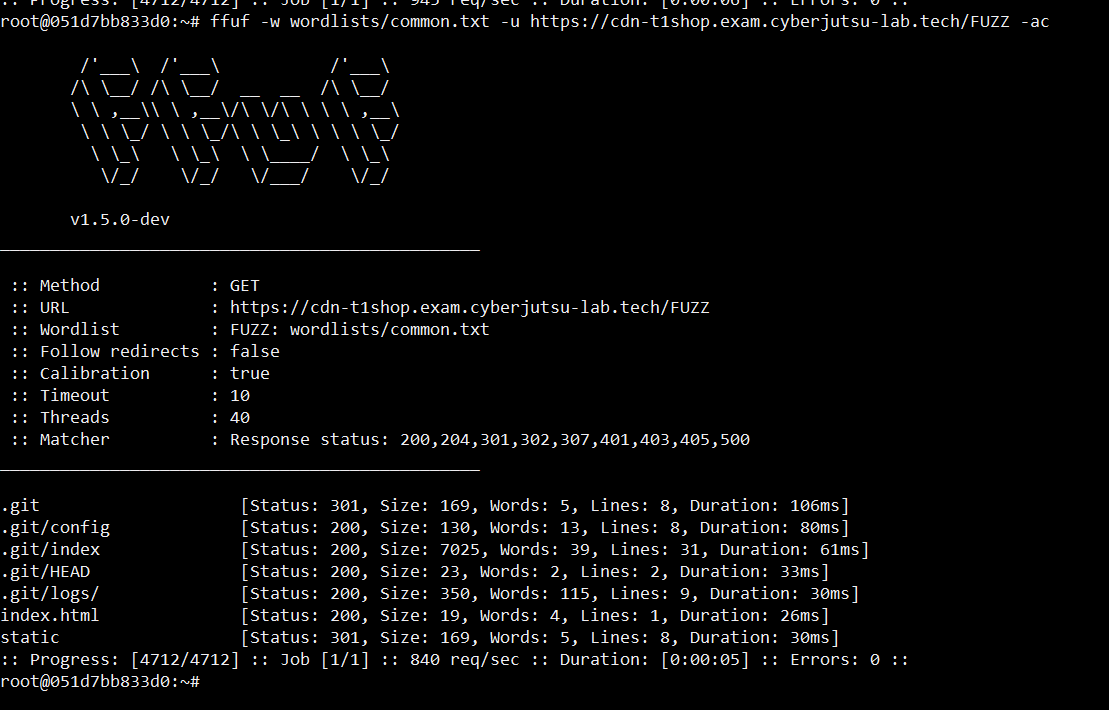 :: Progress: [4712/4712] :: Job [1/1] :: 945 req/sec :: Duration: [0:00:06] :: Errors: 0 ::
root@051d7bb833d0:~# ffuf -w wordlists/common.txt -u https://cdn-t1shop.exam.cyberjutsu-lab.tech/FUZZ -ac
        /'___\  /'___\           /'___\
       /\ \__/ /\ \__/  __  __  /\ \__/
       \ \ ,__\\ \ ,__\/\ \/\ \ \ \ ,__\
        \ \ \_/ \ \ \_/\ \ \_\ \ \ \ \_/
         \ \_\   \ \_\  \ \____/  \ \_\
          \/_/    \/_/   \/___/    \/_/
       v1.5.0-dev
________________________________________________
 :: Method           : GET
 :: URL              : https://cdn-t1shop.exam.cyberjutsu-lab.tech/FUZZ
 :: Wordlist         : FUZZ: wordlists/common.txt
 :: Follow redirects : false
 :: Calibration      : true
 :: Timeout          : 10
 :: Threads          : 40
 :: Matcher          : Response status: 200,204,301,302,307,401,403,405,500
________________________________________________
.git                    [Status: 301, Size: 169, Words: 5, Lines: 8, Duration: 106ms]
.git/config             [Status: 200, Size: 130, Words: 13, Lines: 8, Duration: 80ms]
.git/index              [Status: 200, Size: 7025, Words: 39, Lines: 31, Duration: 61ms]
.git/HEAD               [Status: 200, Size: 23, Words: 2, Lines: 2, Duration: 33ms]
.git/logs/              [Status: 200, Size: 350, Words: 115, Lines: 9, Duration: 30ms]
index.html              [Status: 200, Size: 19, Words: 4, Lines: 1, Duration: 26ms]
static                  [Status: 301, Size: 169, Words: 5, Lines: 8, Duration: 30ms]
:: Progress: [4712/4712] :: Job [1/1] :: 840 req/sec :: Duration: [0:00:05] :: Errors: 0 ::
root@051d7bb833d0:~#